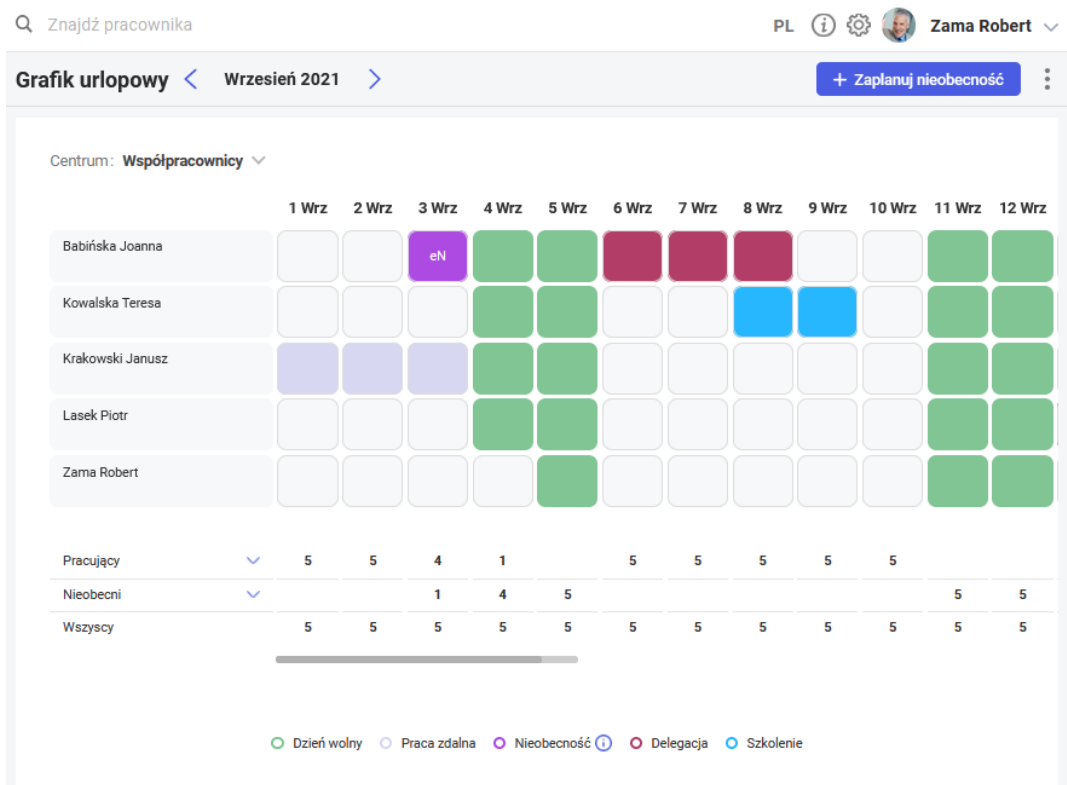 Znajdź pracownika
PL
Zama Robert
Grafik urlopowy
Wrzesień 2021
+ Zaplanuj nieobecność
Centrum: Współpracownicy
1 Wrz 2 Wrz 3 Wrz 4 Wrz 5 Wrz 6 Wrz 7 Wrz 8 Wrz 9 Wrz 10 Wrz 11 Wrz 12 Wrz
Babińska Joanna eN
Kowalska Teresa
Krakowski Janusz
Lasek Piotr
Zama Robert
Pracujący 5 5 4 1 5 5 5 5 5
Nieobecni 1 4 5 5 5
Wszyscy 5 5 5 5 5 5 5 5 5 5 5 5
Dzień wolny Praca zdalna Nieobecność Delegacja Szkolenie